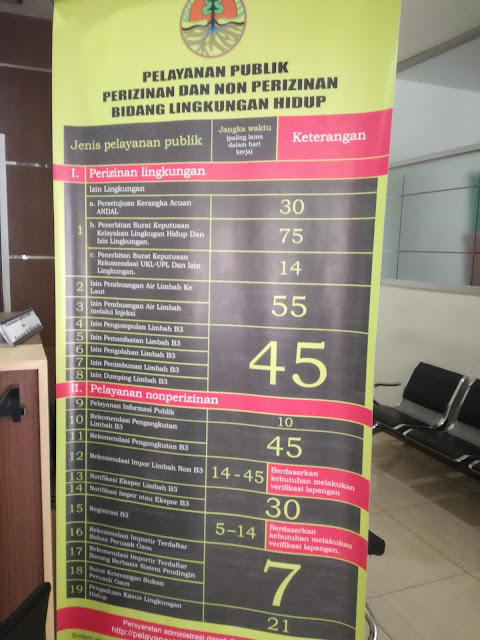 PELAYANAN PUBLIK
PERIZINAN DAN NON PERIZINAN
BIDANG LINGKUNGAN HIDUP
Jenis pelayanan publik
Jangka waktu
(paling lama
dalam hari
kerja)
Keterangan
I. Perizinan lingkungan
Izin Lingkungan
1
a. Persetujuan Kerangka Acuan
ANDAL
30
b. Penerbitan Surat Keputusan
Kelayakan Lingkugan Hidup Dan
Izin Lingkungan.
75
c. Penerbitan Surat Keputusan
Rekomendasi UKL-UPL Dan Izin
Lingkungan.
14
2 Izin Pembuangan Air Limbah Ke
Laut
3 Izin Pembuangan Air Limbah
melalui Injeksi
55
4 Izin Pengumpulan Limbah B3
5 Izin Pemanfaatan Limbah B3
6 Izin Pengolahan Limbah B3
7 Izin Penimbunan Limbah B3
8 Izin Dumping Limbah B3
45
II. Pelayanan nonperizinan
9 Pelayanan Informasi Publik
10
10 Rekomendasi Pengangkutan
Limbah B3
11 Rekomendasi Pengangkutan B3
45
12 Rekomendasi Impor Limbah Non B3
14-45
Berdasarkan
kebutuhan melakukan
verifikasi lapangan
13 Notifikasi Ekspor Limbah B3
14 Notifikasi Impor atau Ekspor B3
30
15 Registrasi B3
5-14
Berdasarkan
kebutuhan melakukan
verifikasi lapangan.
16 Rekomendasi Importir Terdaftar
Bahan Perusak Ozon
17 Rekomendasi Importir Terdaftar
Barang Berbasis Sistem Pendingin
18 Surat Keterangan Bukan
Perusak Ozon
7
19 Pengaduan Kasus Lingkungan
Hidup
21
Persyaratan administrasi dapat
http://pelayanan
4